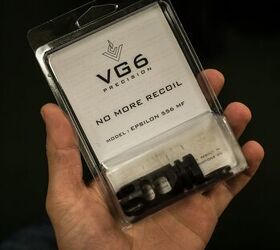 VG6
PRECISION
NO MORE RECOIL
MODEL: EPSILON 556 MF